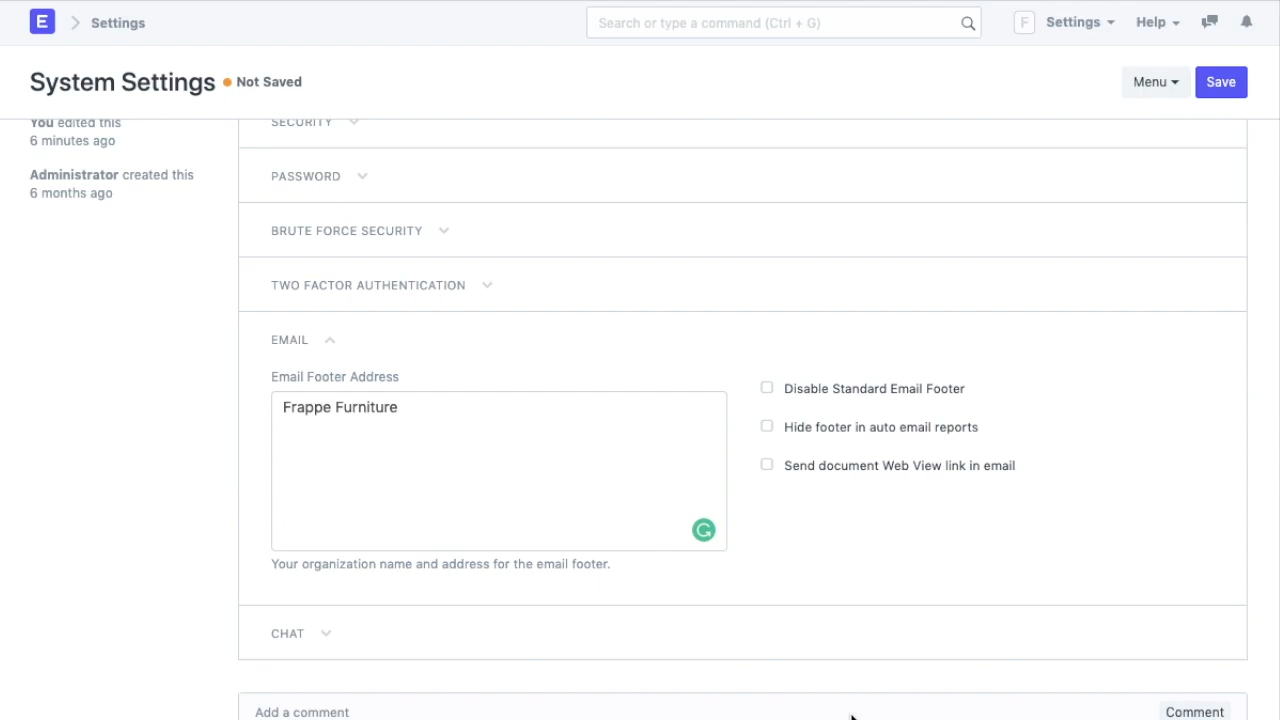 E
Settings
Search or type a command (Ctrl + G)
F
Settings
Help
System Settings
Not Saved
Menu
Save
You edited this
6 minutes ago
Administrator created this
6 months ago
SECURITY
PASSWORD
BRUTE FORCE SECURITY
TWO FACTOR AUTHENTICATION
EMAIL
Email Footer Address
Frappe Furniture
Your organization name and address for the email footer.
Disable Standard Email Footer
Hide footer in auto email reports
Send document Web View link in email
CHAT
Add a comment
Comment